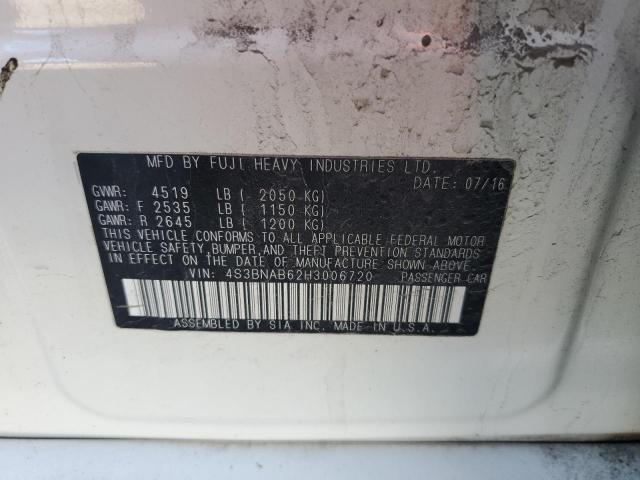 MFD BY FUJI HEAVY INDUSTRIES LTD.
DATE: 07/16
GVWR: 4519 LB ( 2050 KG)
GAWR: F 2535 LB ( 1150 KG)
GAWR: R 2645 LB ( 1200 KG)
THIS VEHICLE CONFORMS TO ALL APPLICABLE FEDERAL MOTOR
VEHICLE SAFETY, BUMPER, AND THEFT PREVENTION STANDARDS
IN EFFECT ON THE DATE OF MANUFACTURE SHOWN ABOVE.
VIN: 4S3BNAB62H3006720 PASSENGER CAR
ASSEMBLED BY SIA INC. MADE IN U.S.A.